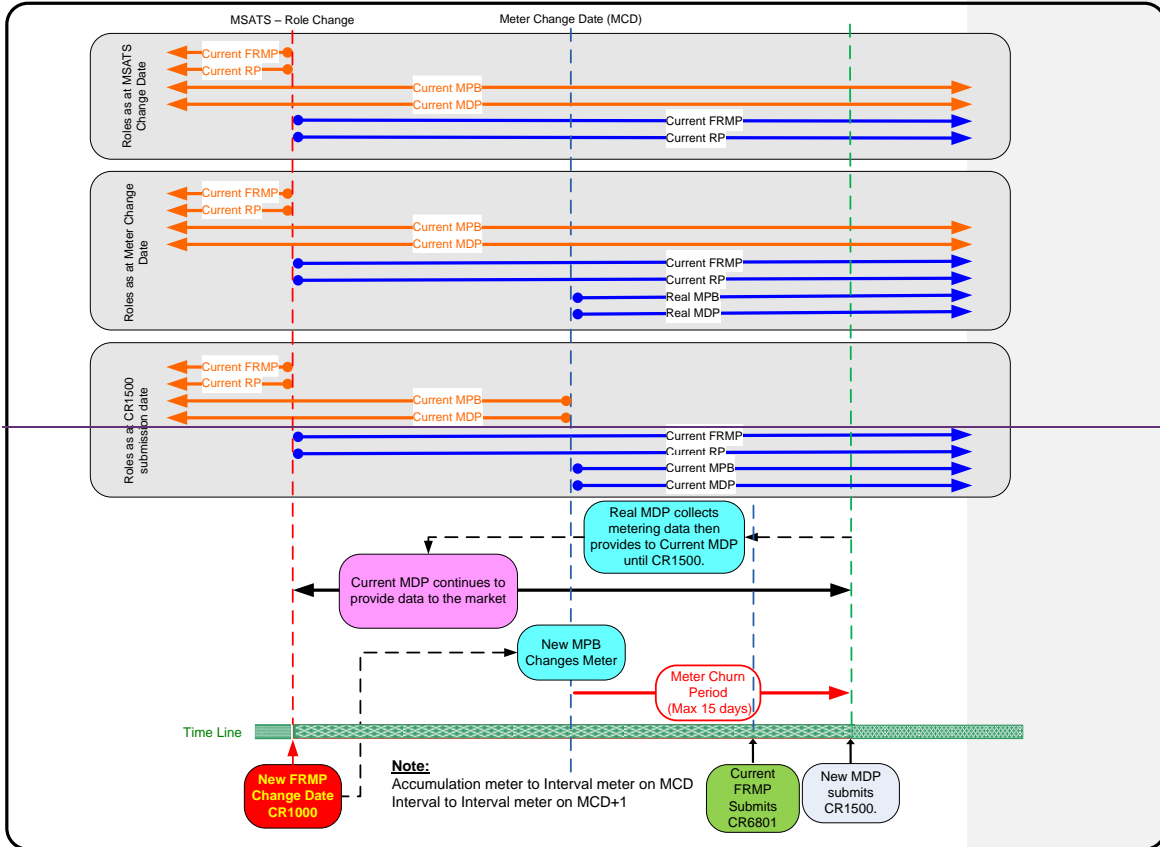 MSATS – Role Change
Meter Change Date (MCD)
Roles as at MSATS
Change Date
Current FRMP
Current RP
Current MPB
Current MDP
Current FRMP
Current RP
Roles as at Meter Change
Date
Current FRMP
Current RP
Current MPB
Current MDP
Current FRMP
Current RP
Real MPB
Real MDP
Roles as at CR1500
submission date
Current FRMP
Current RP
Current MPB
Current MDP
Current FRMP
Current RP
Current MPB
Current MDP
Real MDP collects
metering data then
provides to Current MDP
until CR1500.
Current MDP continues to
provide data to the market
New MPB
Changes Meter
Meter Churn
Period
(Max 15 days)
Time Line
New FRMP
Change Date
CR1000
Note:
Accumulation meter to Interval meter on MCD
Interval to Interval meter on MCD+1
Current
FRMP
Submits
CR6801
New MDP
submits
CR1500.